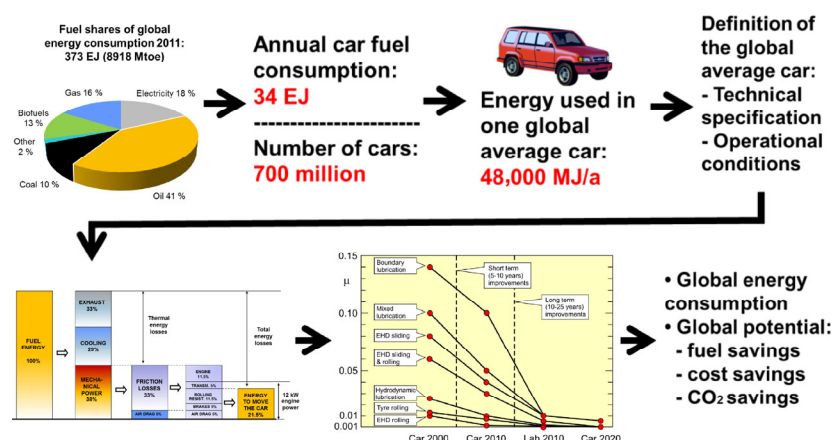 Fuel shares of global
energy consumption 2011:
373 EJ (8918 Mtoe)
Gas 16 %
Electricity 18 %
Biofuels
13 %
Other
2 %
Coal 10 %
Oil 41 %
Annual car fuel
consumption:
34 EJ
Number of cars:
700 million
Energy used in
one global
average car:
48,000 MJ/a
Definition of
the global
average car:
- Technical
specification
- Operational
conditions
FUEL
ENERGY
100%
EXHAUST
33%
COOLING
29%
MECHA-
NICAL
POWER
38%
Thermal
energy
losses
FRICTION
LOSSES
33%
AIR DRAG 5%
ENGINE
11.5%
TRANSM. 5%
ROLLING
RESIST. 11.5%
BRAKES 5%
AIR DRAG 5%
Total
energy
losses
ENERGY
TO MOVE
THE CAR
21.5%
12 kW
engine
power
0.15
μ
0.10
0.05
0.01
0.001
Boundary
lubrication
Mixed
lubrication
EHD sliding
EHD sliding
& rolling
Hydrodynamic
lubrication
Tyre rolling
EHD rolling
Short term
(5-10 years)
improvements
Long term
(10-25 years)
improvements
Car 2000
Car 2010
Lab 2010
Car 2020
• Global energy
consumption
• Global potential:
- fuel savings
- cost savings
- CO2 savings